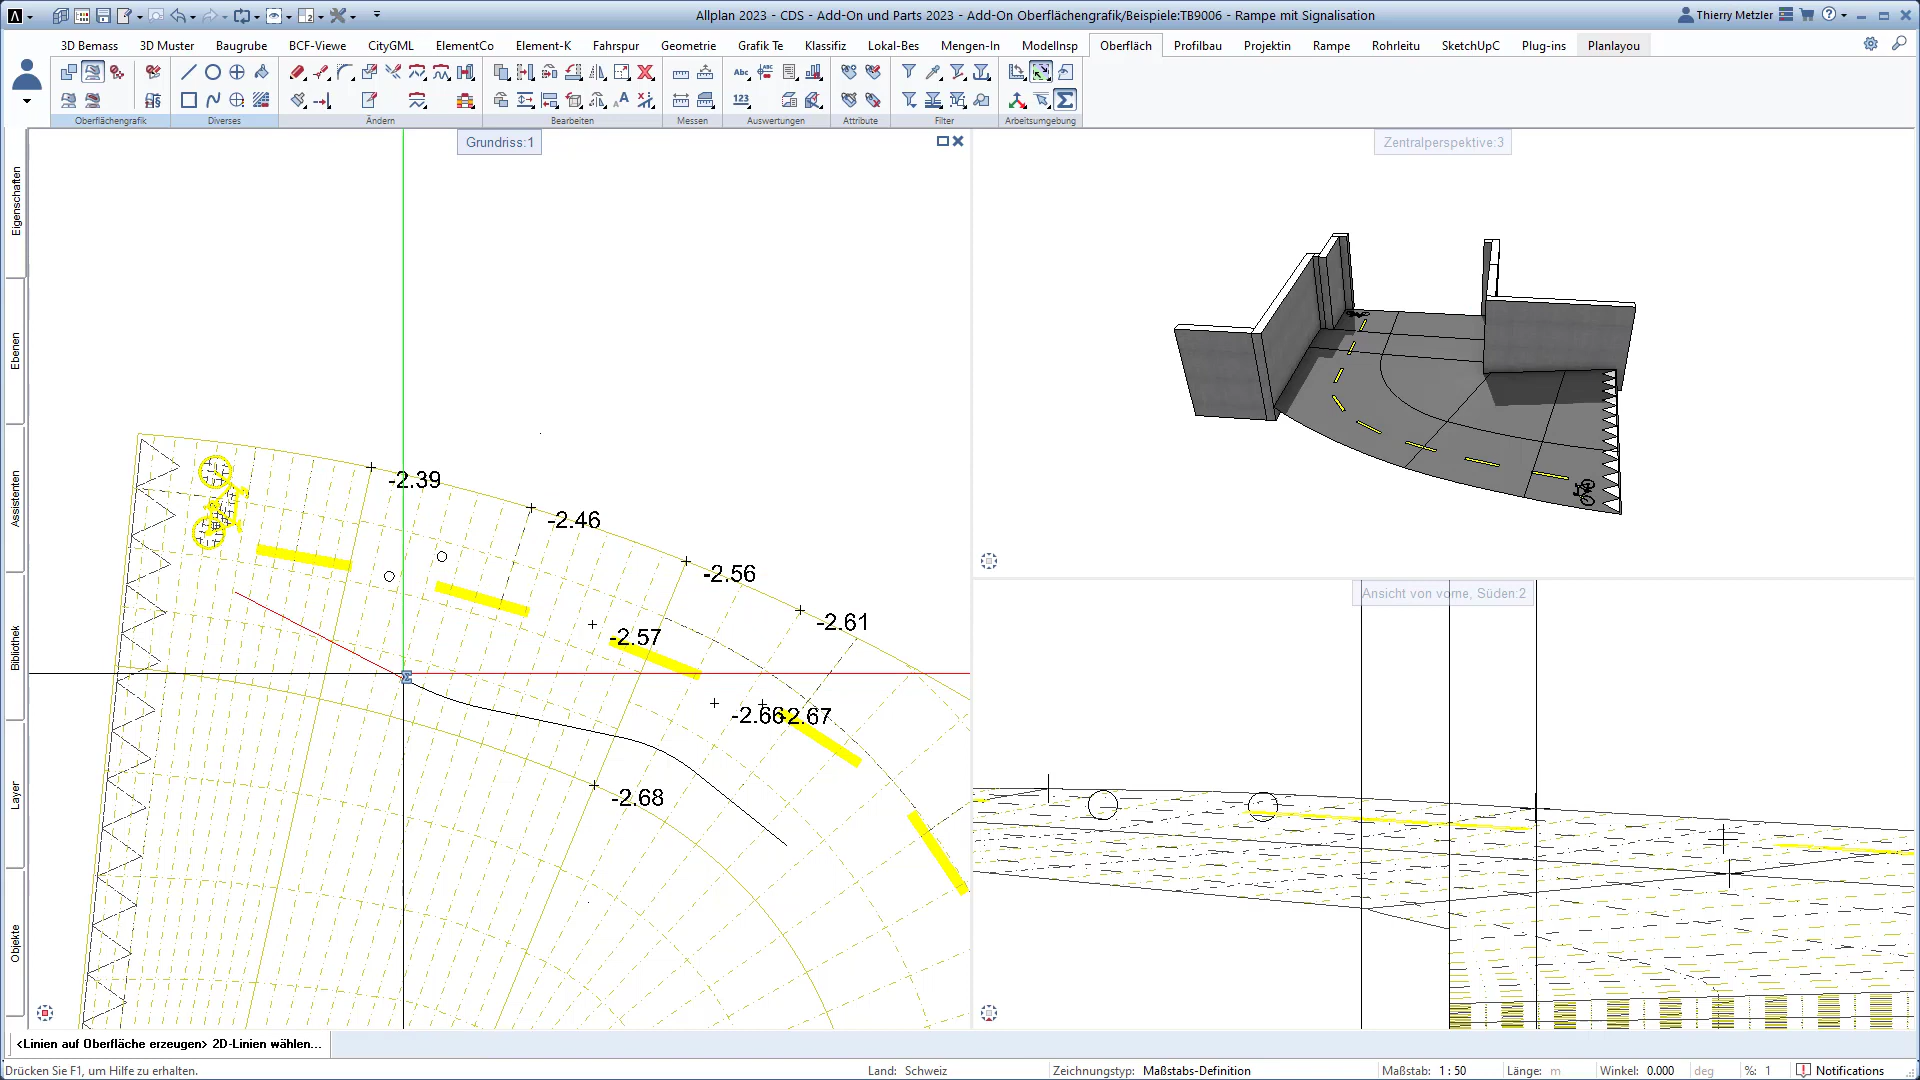 Allplan 2023 - CDS - Add-On und Parts 2023 - Add-On Oberflächengrafik/Beispiele:TB9006 - Rampe mit Signalisation
Thierry Metzler
3D Bemass 3D Muster Baugrube BCF-Viewe CityGML ElementCo Element-K Fahrspur Geometrie Grafik Te Klassifiz Lokal-Bes Mengen-In ModelInsp Oberfläch Profilbau Projektin Rampe Rohrleitu SketchUpC Plug-ins Planlayou
Abc
123
Oberflächengrafik Diverses Ändern Bearbeiten Messen Auswertungen Attribute Filter Arbeitsumgebung
Grundriss:1
Zentralperspektive:3
Eigenschaften
Ebenen
Assistenten
Bibliothek
Layer
Objekte
-2.39
-2.46
-2.56
-2.61
-2.57
-2.66
-2.67
-2.68
Ansicht von vorne, Süden:2
<Linien auf Oberfläche erzeugen> 2D-Linien wählen...
Drücken Sie F1, um Hilfe zu erhalten.
Land: Schweiz
Zeichnungstyp: Maßstabs-Definition
Maßstab: 1 : 50
Länge: m
Winkel: 0.000 deg
%: 1
Notifications